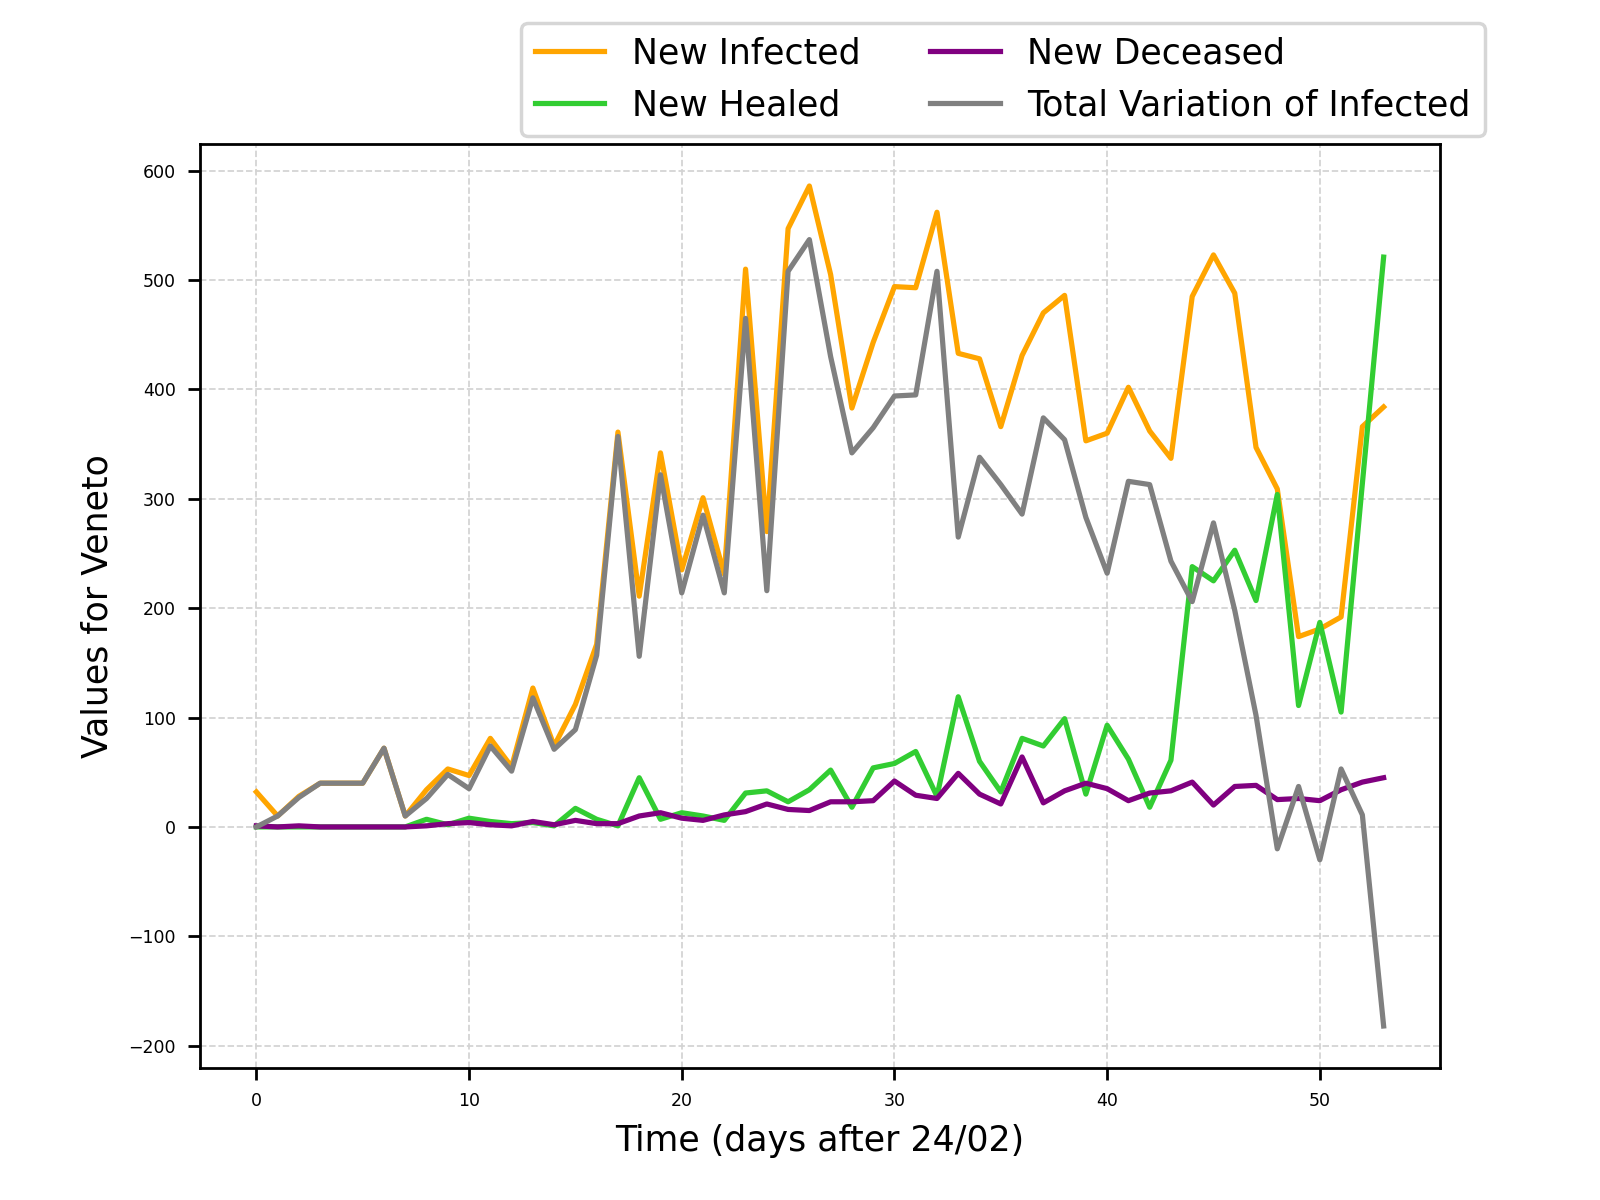 New Infected
New Healed
New Deceased
Total Variation of Infected
600
500
400
300
200
100
0
−100
−200
0 10 20 30 40 50
Time (days after 24/02)
Values for Veneto